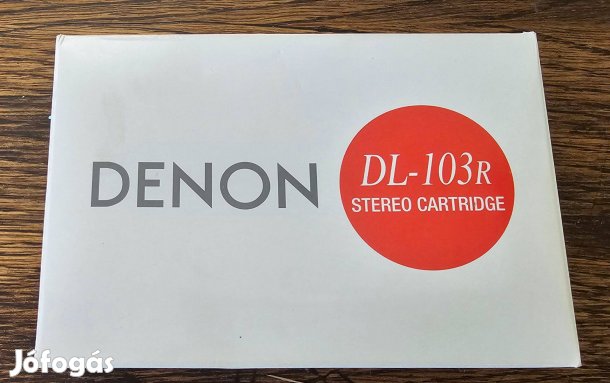 DENON
DL-103R
STEREO CARTRIDGE
Jófogás